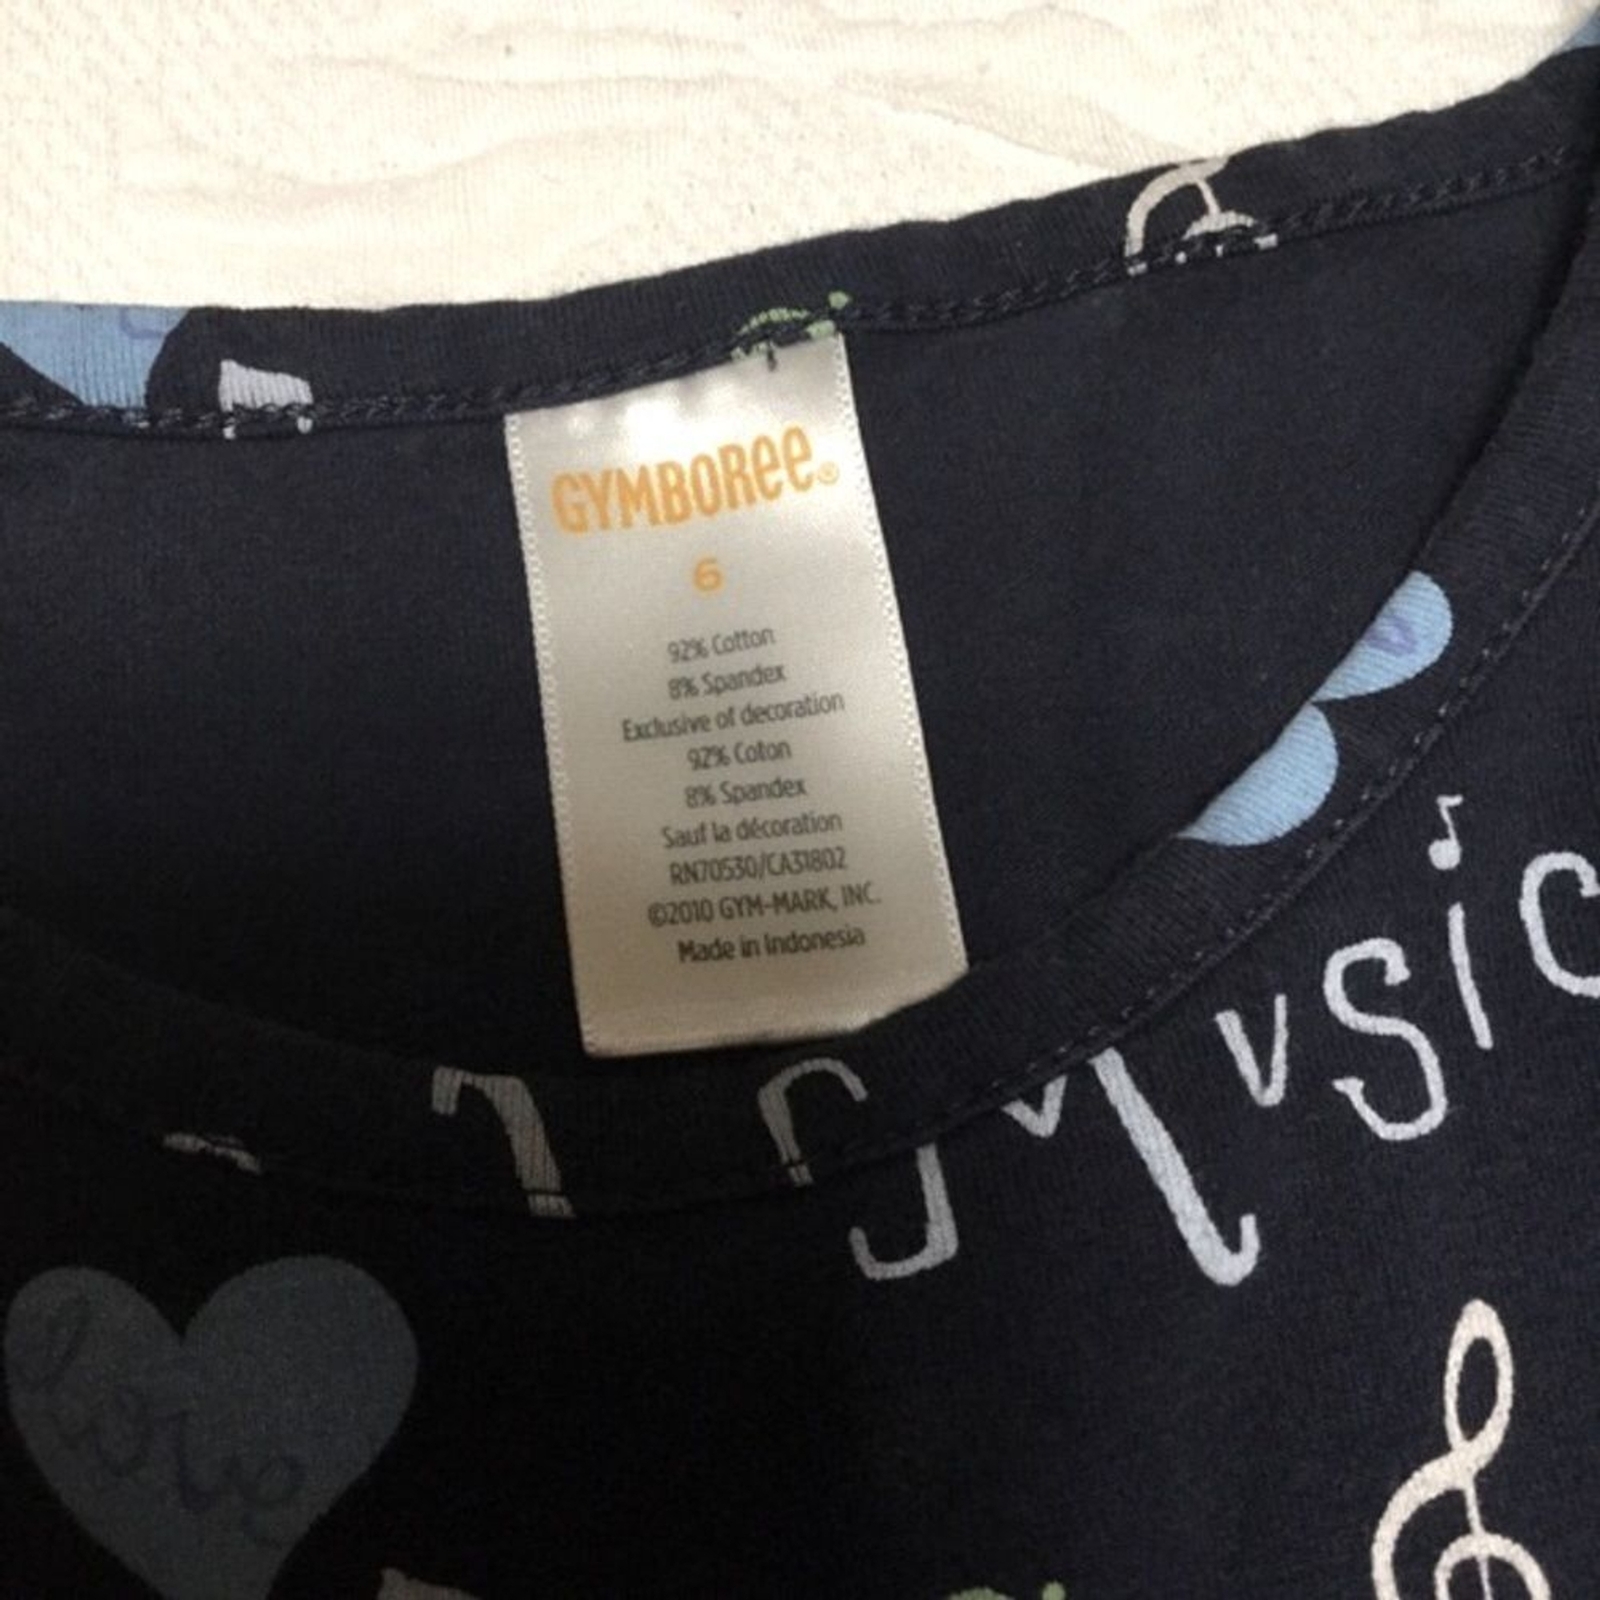 GYMBOREE®
6
92% Cotton
8% Spandex
Exclusive of decoration
92% Coton
8% Spandex
Sauf la décoration
RN70530/CA31802
©2010 GYM-MARK, INC.
Made in Indonesia
Music
love